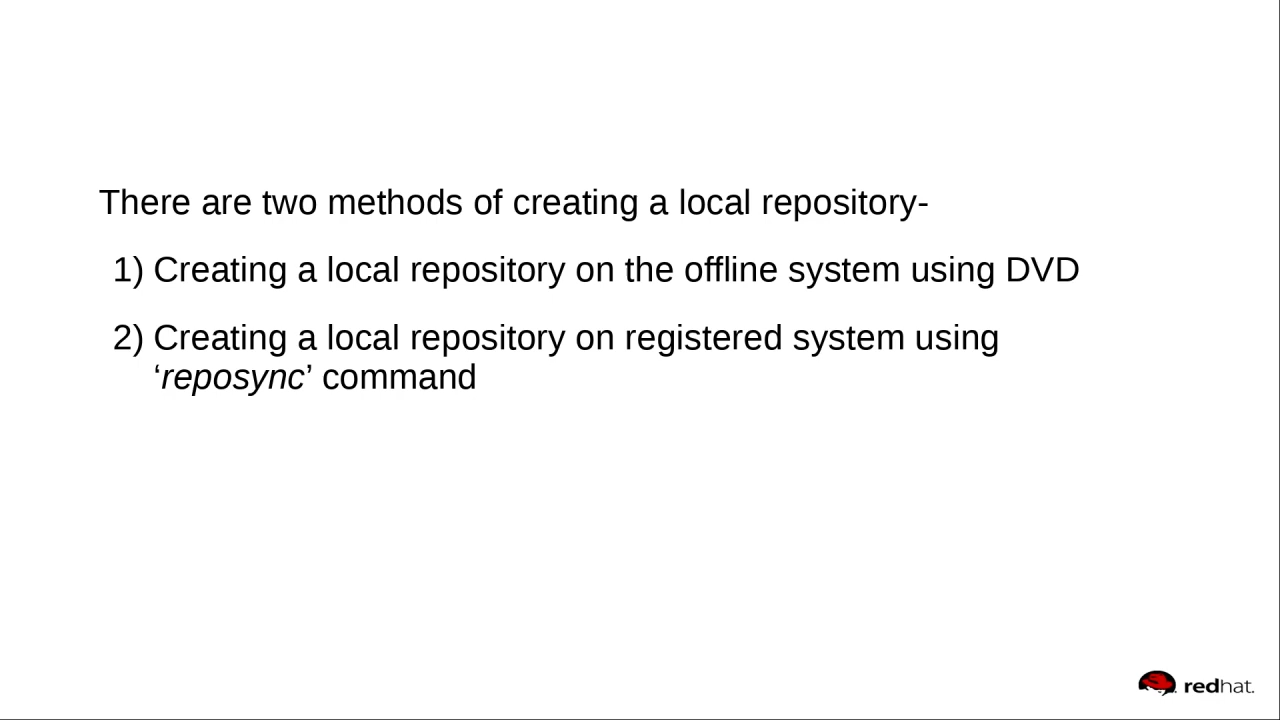 There are two methods of creating a local repository-
1) Creating a local repository on the offline system using DVD
2) Creating a local repository on registered system using
‘reposync’ command
redhat.